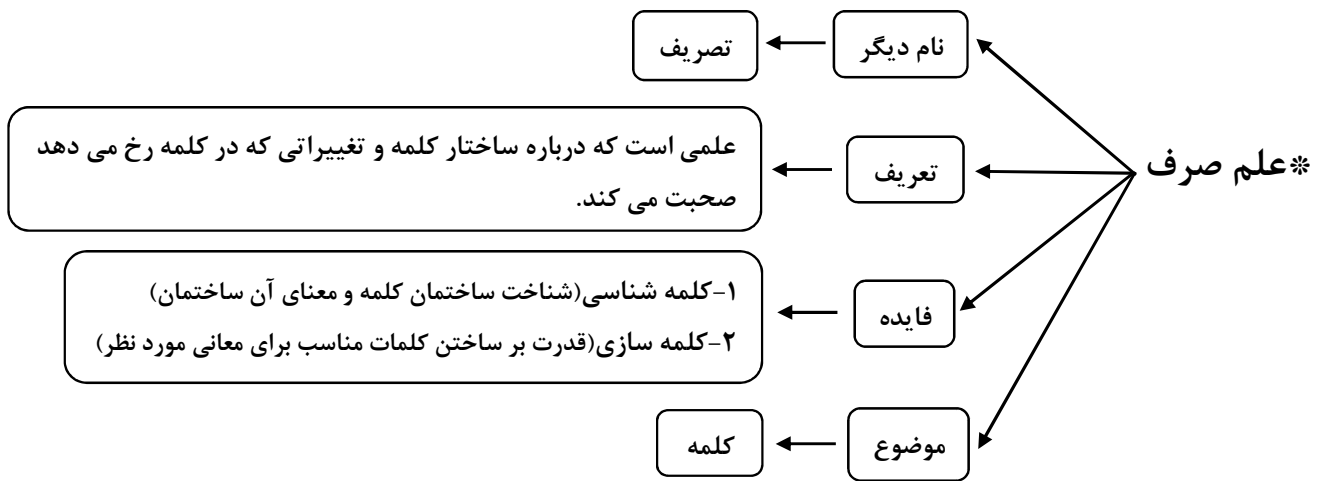 *علم صرف
نام دیگر
تصریف
تعریف
علمی است که درباره ساختار کلمه و تغییراتی که در کلمه رخ می دهد
صحبت می کند.
فایده
۱-کلمه شناسی(شناخت ساختمان کلمه و معنای آن ساختمان)
۲-کلمه سازی(قدرت بر ساختن کلمات مناسب برای معانی مورد نظر)
موضوع
کلمه